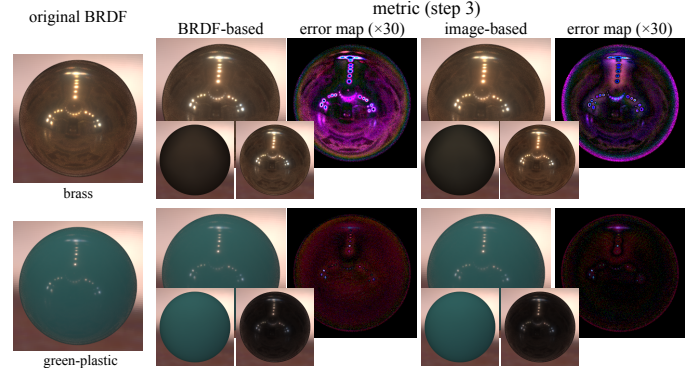 metric (step 3)
original BRDF
BRDF-based
error map (×30)
image-based
error map (×30)
brass
green-plastic